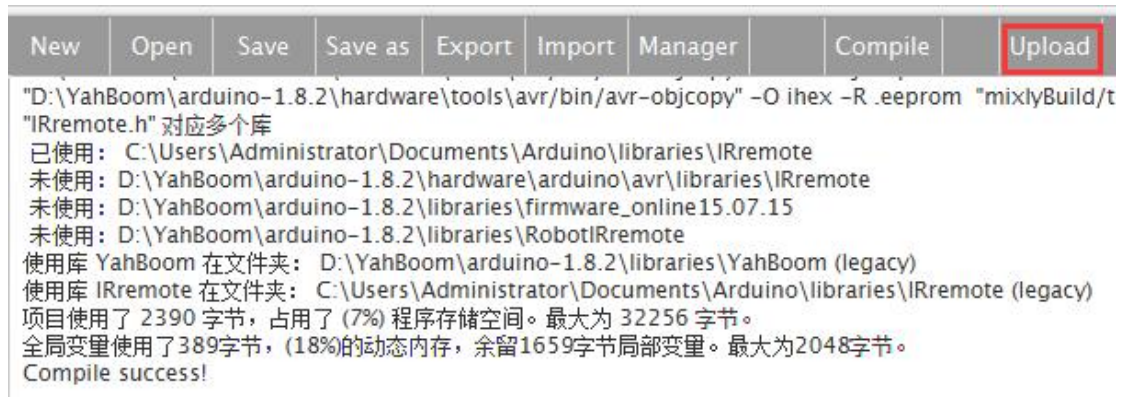 New Open Save Save as Export Import Manager Compile Upload
"D:\YahBoom\arduino-1.8.2\hardware\tools\avr/bin/avr-objcopy" -O ihex -R .eeprom "mixlyBuild/t
"IRremote.h" 对应多个库
已使用: C:\Users\Administrator\Documents\Arduino\libraries\IRremote
未使用: D:\YahBoom\arduino-1.8.2\hardware\arduino\avr\libraries\IRremote
未使用: D:\YahBoom\arduino-1.8.2\libraries\firmware_online15.07.15
未使用: D:\YahBoom\arduino-1.8.2\libraries\RobotIRremote
使用库 YahBoom 在文件夹: D:\YahBoom\arduino-1.8.2\libraries\YahBoom (legacy)
使用库 IRremote 在文件夹: C:\Users\Administrator\Documents\Arduino\libraries\IRremote (legacy)
项目使用了 2390 字节，占用了 (7%) 程序存储空间。最大为 32256 字节。
全局变量使用了389字节，(18%)的动态内存，余留1659字节局部变量。最大为2048字节。
Compile success!